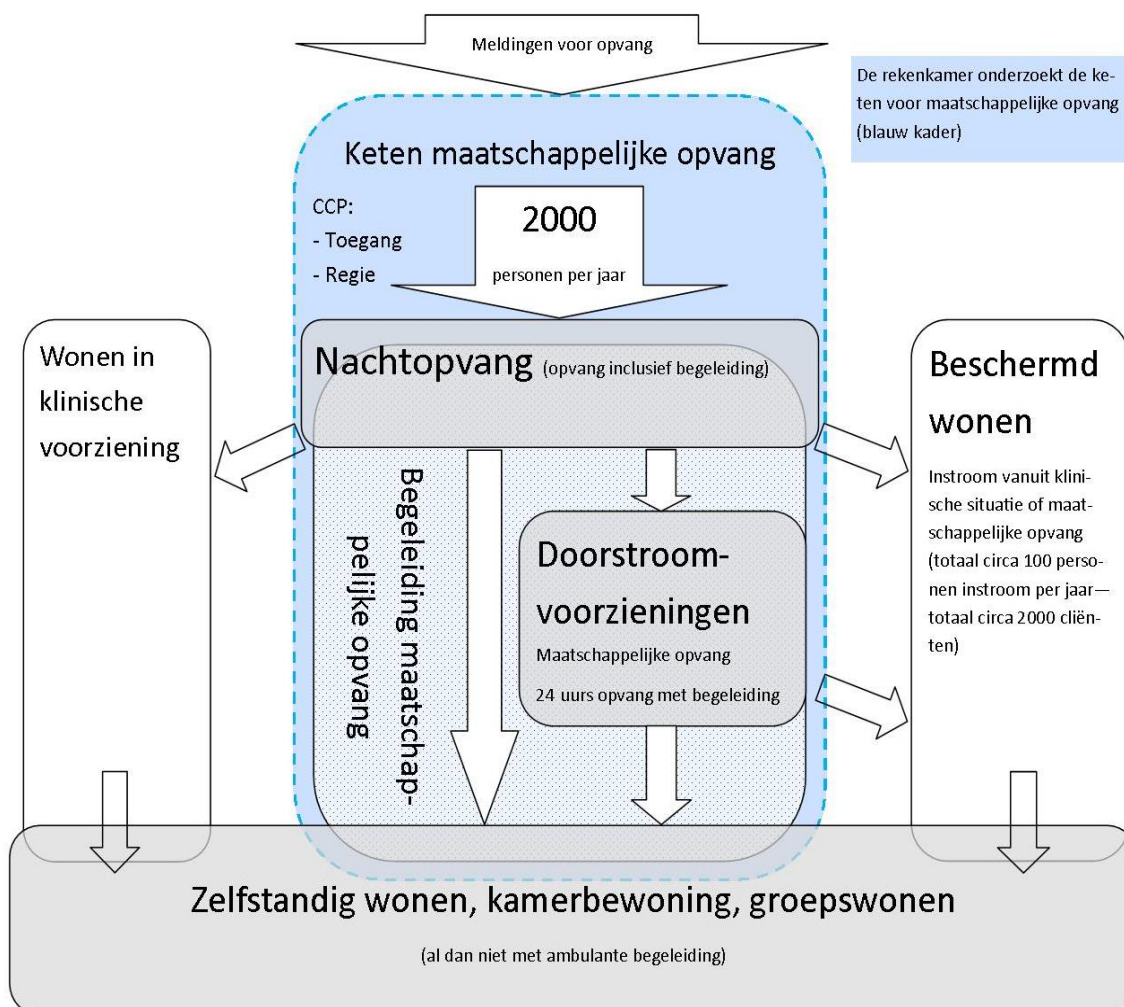 Meldingen voor opvang
De rekenkamer onderzoekt de ke-
ten voor maatschappelijke opvang
(blauw kader)
Keten maatschappelijke opvang
CCP:
- Toegang
- Regie
2000
personen per jaar
Nachtopvang (opvang inclusief begeleiding)
Wonen in
klinische
voorziening
Begeleiding maatschap-
pelijke opvang
Doorstroom-
voorzieningen
Maatschappelijke opvang
24 uurs opvang met begeleiding
Beschermd
wonen
Instroom vanuit klini-
sche situatie of maat-
schappelijke opvang
(totaal circa 100 perso-
nen instroom per jaar—
totaal circa 2000 cliën-
ten)
Zelfstandig wonen, kamerbewoning, groepswonen
(al dan niet met ambulante begeleiding)